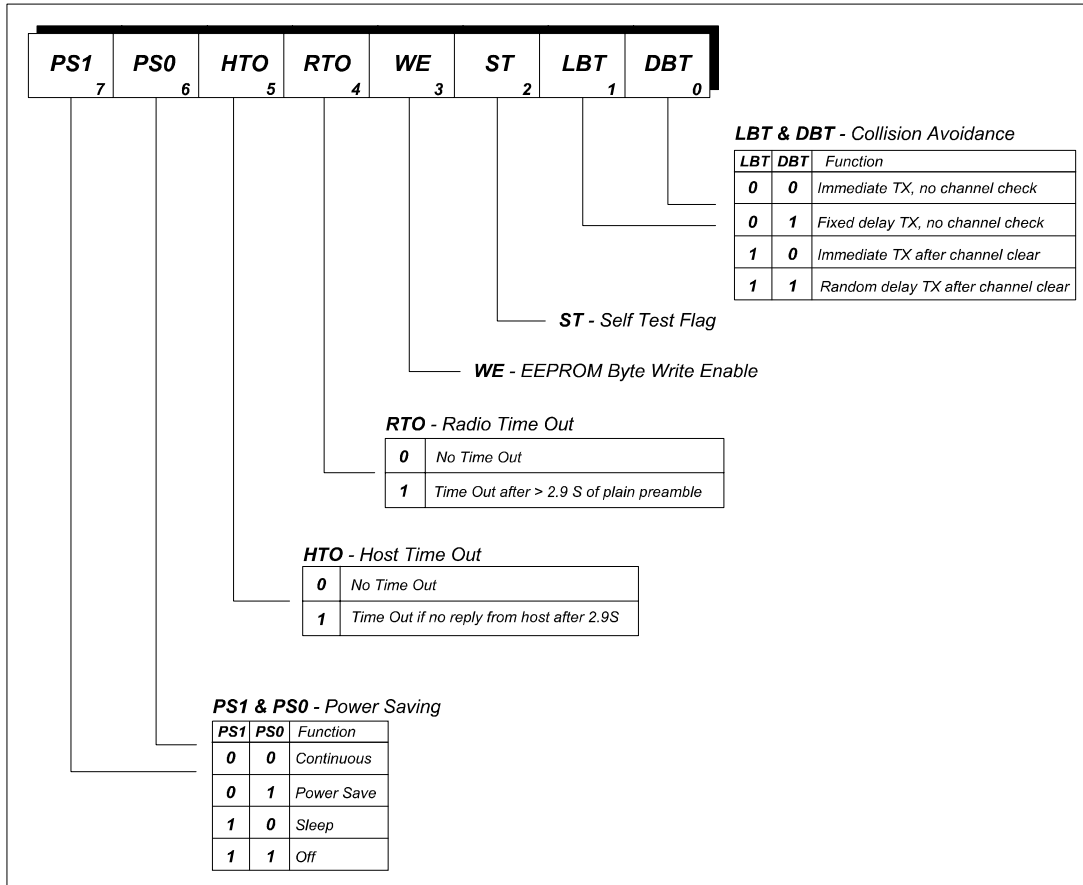 PS1 PS0 HTO RTO WE ST LBT DBT
7 6 5 4 3 2 1 0
LBT & DBT - Collision Avoidance
LBT DBT Function
0 0 Immediate TX, no channel check
0 1 Fixed delay TX, no channel check
1 0 Immediate TX after channel clear
1 1 Random delay TX after channel clear
ST - Self Test Flag
WE - EEPROM Byte Write Enable
RTO - Radio Time Out
0 No Time Out
1 Time Out after > 2.9 S of plain preamble
HTO - Host Time Out
0 No Time Out
1 Time Out if no reply from host after 2.9S
PS1 & PS0 - Power Saving
PS1 PS0 Function
0 0 Continuous
0 1 Power Save
1 0 Sleep
1 1 Off